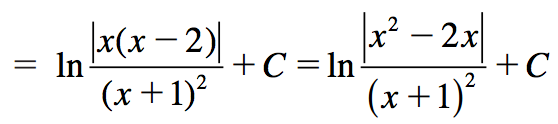 = ln |x(x − 2)| / (x + 1)² + C = ln |x² − 2x| / (x + 1)² + C